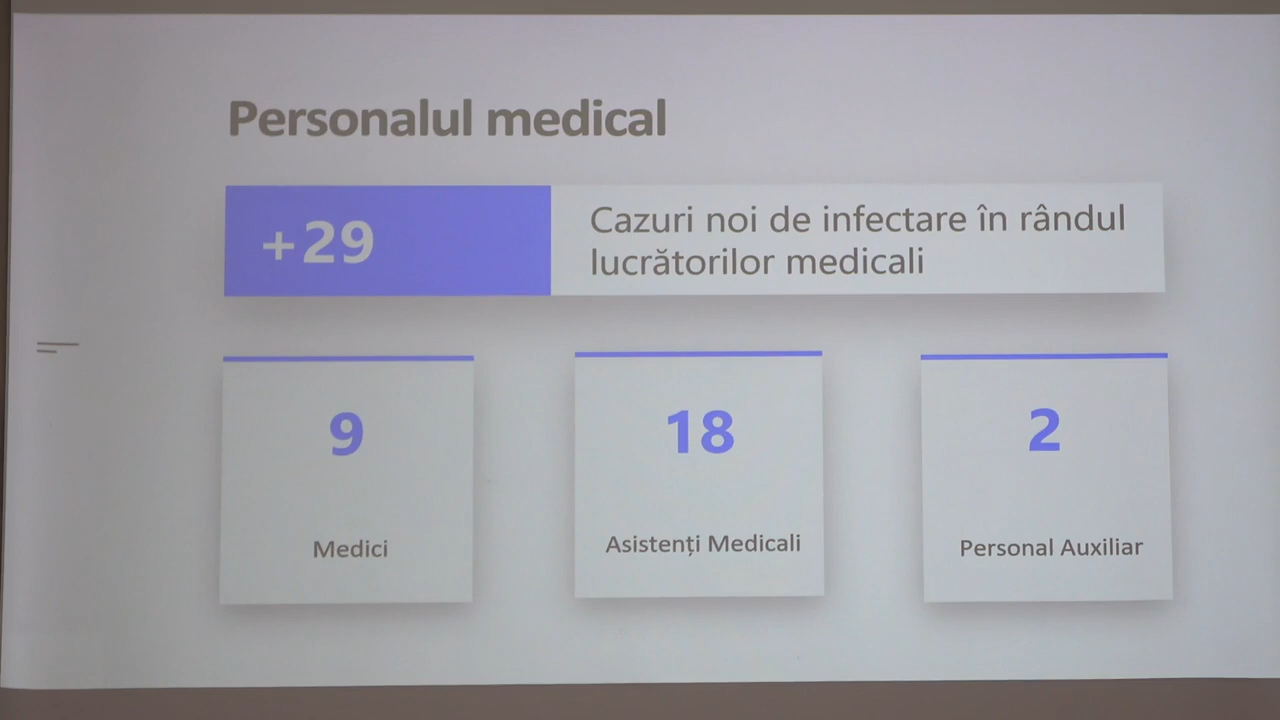 Personalul medical
+29
Cazuri noi de infectare în rândul
lucrătorilor medicali
9
18
2
Medici
Asistenți Medicali
Personal Auxiliar